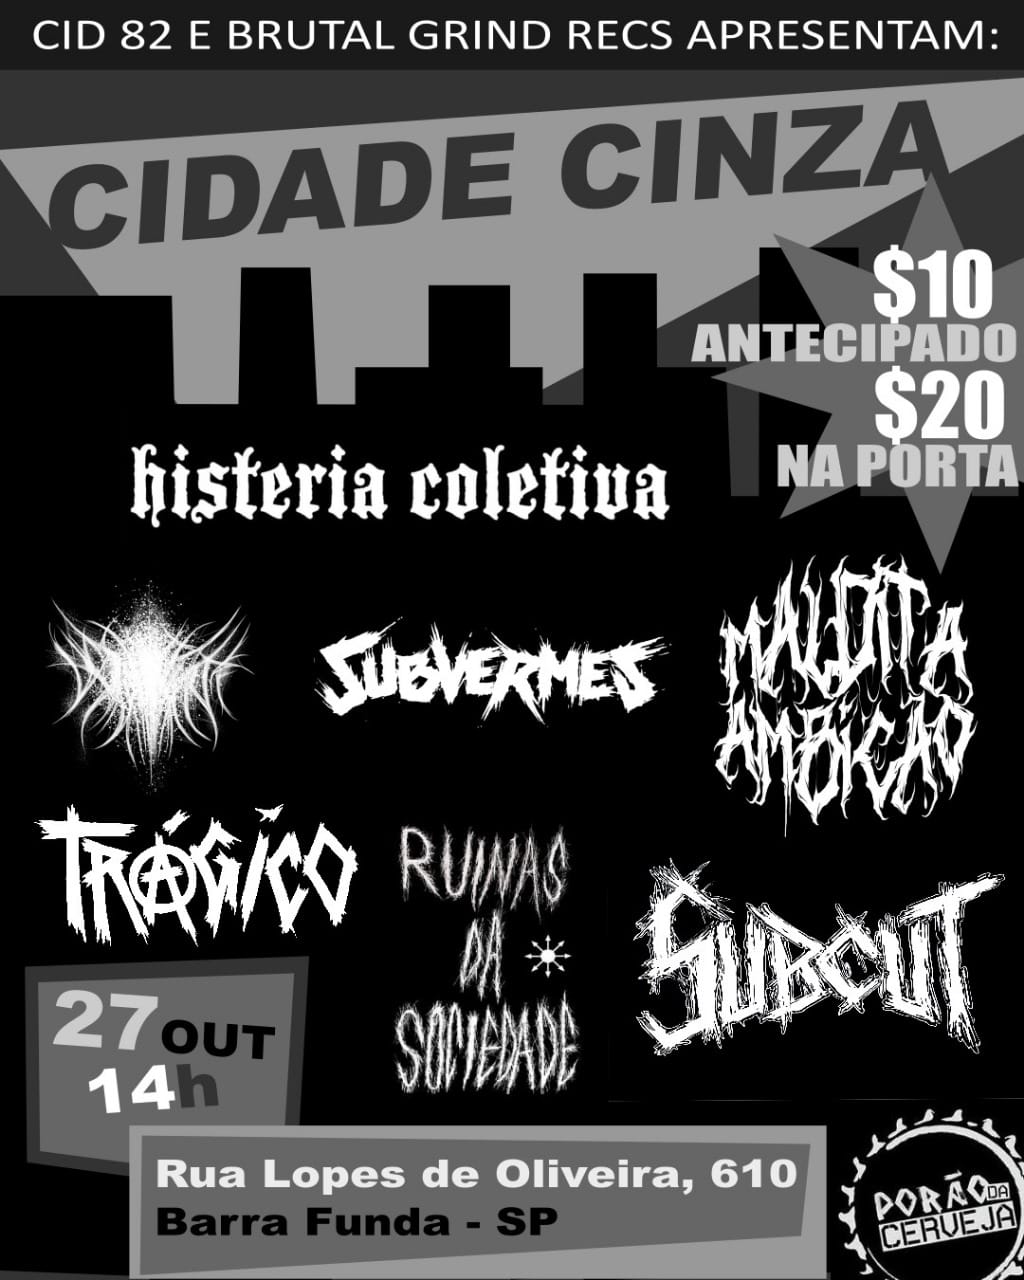 CID 82 E BRUTAL GRIND RECS APRESENTAM:
CIDADE CINZA
$10
ANTECIPADO
$20
NA PORTA
histeria coletiva
SUBVERMES
MALDITA
AMBICAO
TRÁGICO
RUINAS
DA
SOCIEDADE
SUBCUT
27 OUT
14h
Rua Lopes de Oliveira, 610
Barra Funda - SP
PORÃO DA
CERVEJA